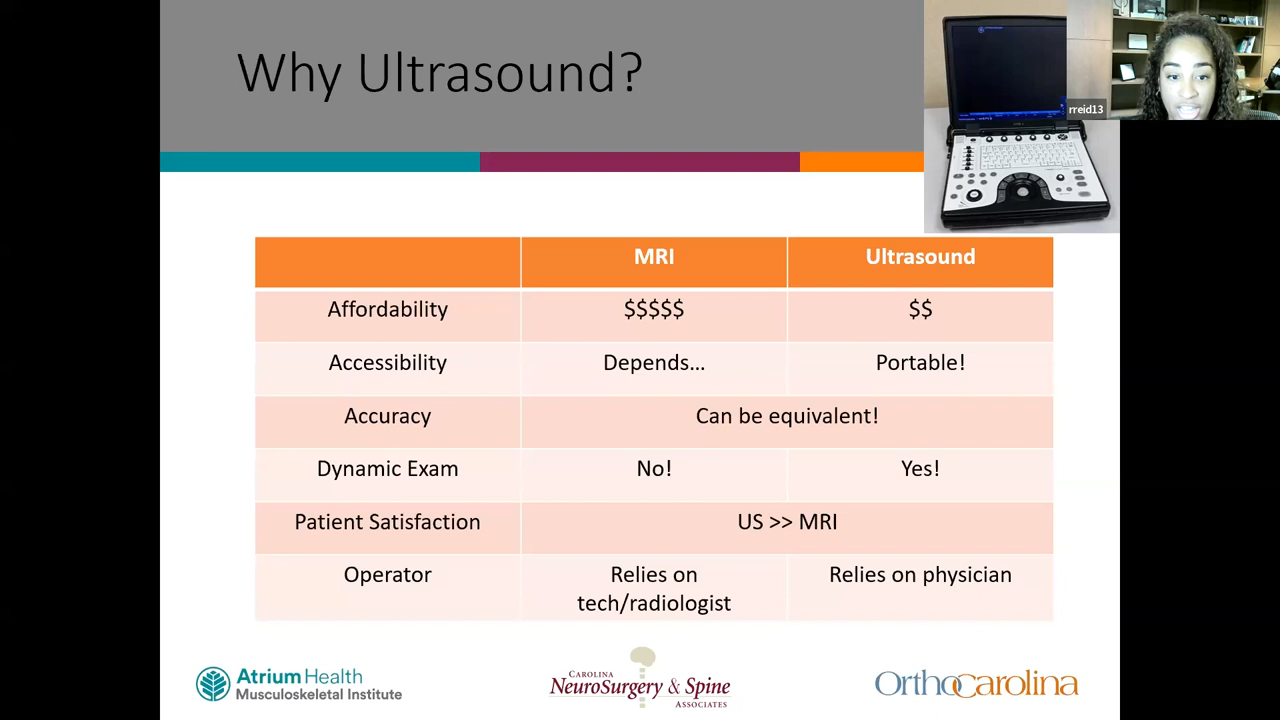 Why Ultrasound?
rreid13
MRI Ultrasound
Affordability $$$$$ $$
Accessibility Depends... Portable!
Accuracy Can be equivalent!
Dynamic Exam No! Yes!
Patient Satisfaction US >> MRI
Operator Relies on Relies on physician
tech/radiologist
Atrium Health
Musculoskeletal Institute
CAROLINA
NEUROSURGERY & SPINE
ASSOCIATES
OrthoCarolina